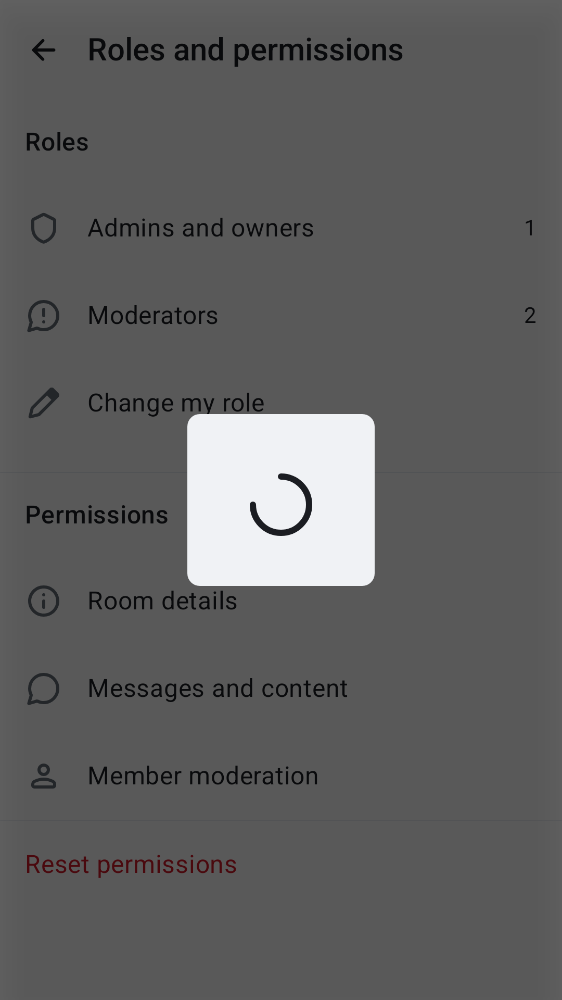 Roles and permissions
Roles
Admins and owners 1
Moderators 2
Change my role
Permissions
Room details
Messages and content
Member moderation
Reset permissions